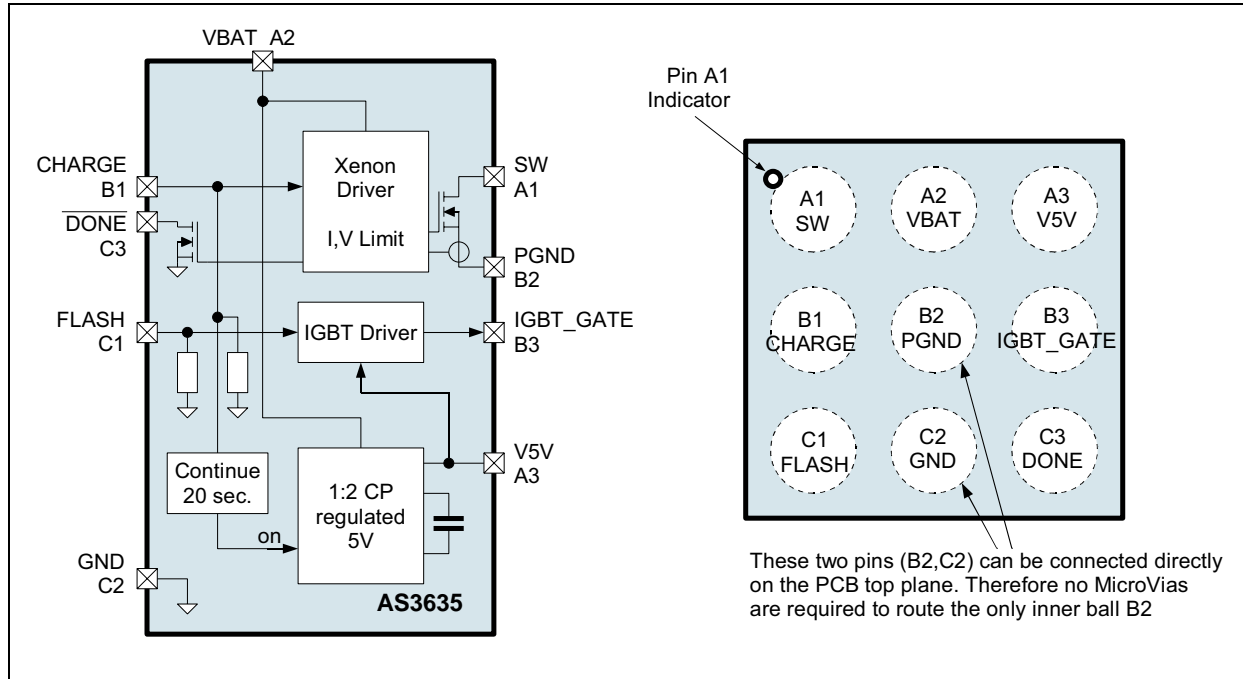 VBAT A2
CHARGE
B1
DONE
C3
FLASH
C1
GND
C2
Xenon
Driver
I,V Limit
IGBT Driver
Continue
20 sec.
on
1:2 CP
regulated
5V
AS3635
SW
A1
PGND
B2
IGBT_GATE
B3
V5V
A3
Pin A1
Indicator
A1
SW
A2
VBAT
A3
V5V
B1
CHARGE
B2
PGND
B3
IGBT_GATE
C1
FLASH
C2
GND
C3
DONE
These two pins (B2,C2) can be connected directly
on the PCB top plane. Therefore no MicroVias
are required to route the only inner ball B2